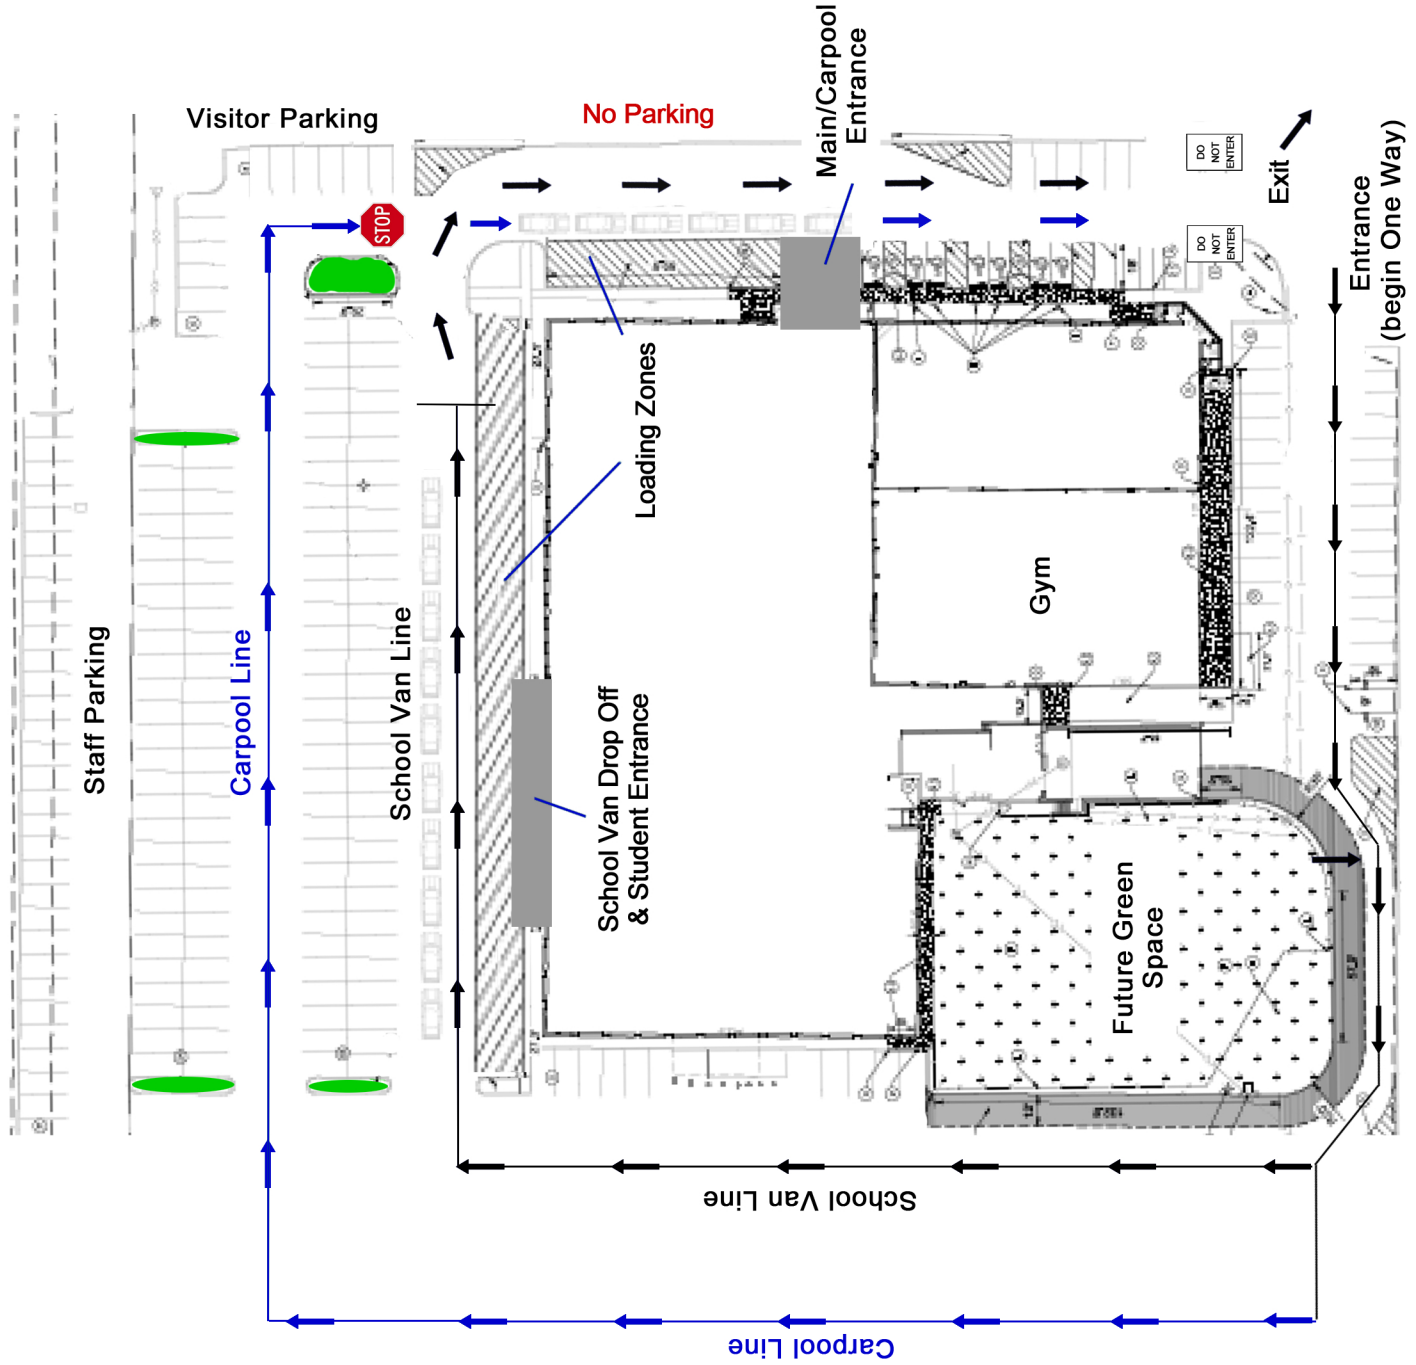 Visitor Parking
No Parking
Main/Carpool
Entrance
DO
NOT
ENTER
Exit
Entrance
(begin One Way)
STOP
DO
NOT
ENTER
Loading Zones
Staff Parking
Carpool Line
School Van Line
School Van Drop Off
& Student Entrance
Gym
Future Green
Space
School Van Line
Carpool Line